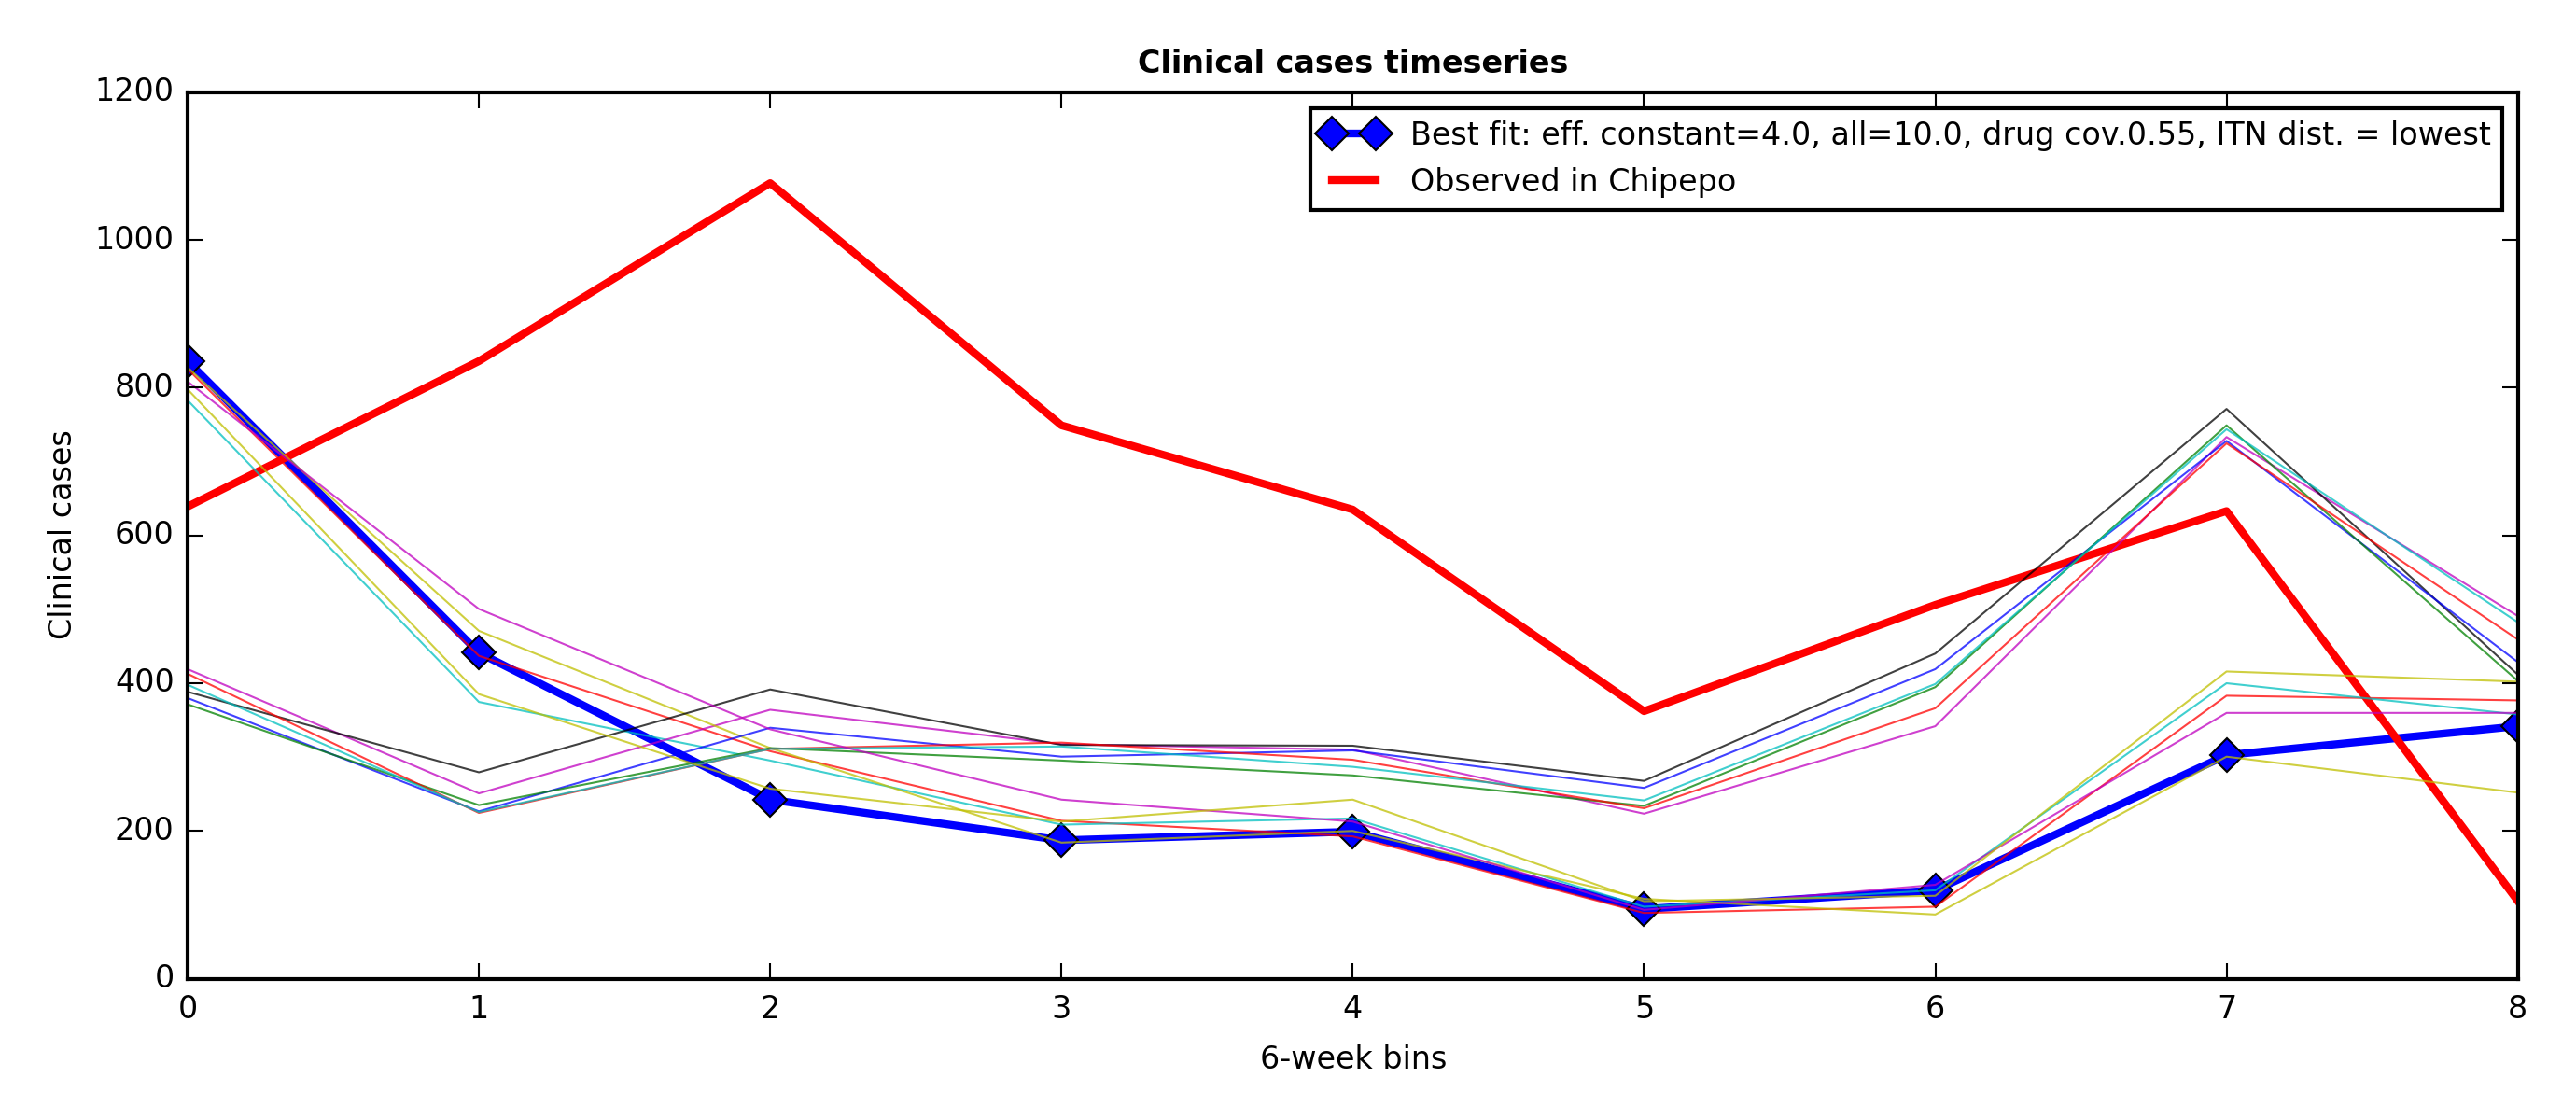 Clinical cases timeseries
1200
1000
800
600
400
200
0
Clinical cases
Best fit: eff. constant=4.0, all=10.0, drug cov.0.55, ITN dist. = lowest
Observed in Chipepo
0 1 2 3 4 5 6 7 8
6-week bins